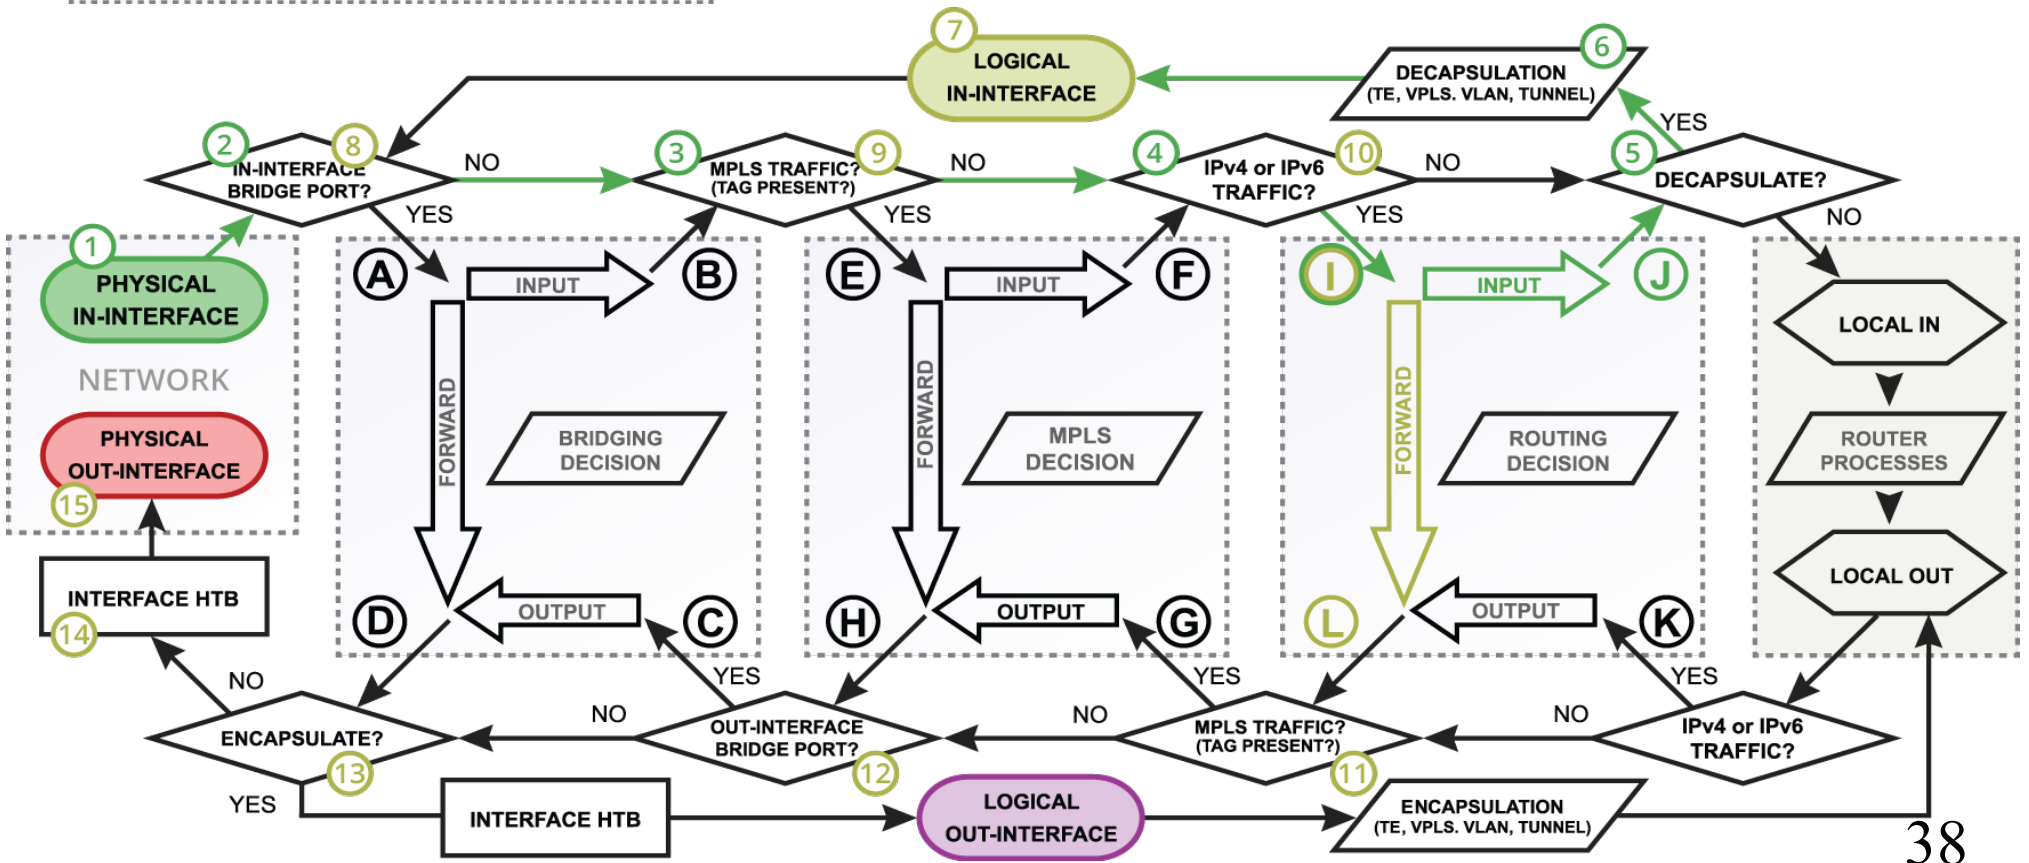 7
LOGICAL
IN-INTERFACE
6
DECAPSULATION
(TE, VPLS. VLAN, TUNNEL)
YES
2
8
IN-INTERFACE
BRIDGE PORT?
NO
3
9
MPLS TRAFFIC?
(TAG PRESENT?)
NO
4
10
IPv4 or IPv6
TRAFFIC?
NO
5
DECAPSULATE?
YES
YES
YES
NO
1
PHYSICAL
IN-INTERFACE
NETWORK
PHYSICAL
OUT-INTERFACE
15
A
INPUT
B
FORWARD
BRIDGING
DECISION
D
OUTPUT
C
E
INPUT
F
FORWARD
MPLS
DECISION
H
OUTPUT
G
I
INPUT
J
FORWARD
ROUTING
DECISION
L
OUTPUT
K
LOCAL IN
ROUTER
PROCESSES
LOCAL OUT
INTERFACE HTB
14
NO
YES
YES
YES
ENCAPSULATE?
13
NO
OUT-INTERFACE
BRIDGE PORT?
12
NO
MPLS TRAFFIC?
(TAG PRESENT?)
11
NO
IPv4 or IPv6
TRAFFIC?
YES
INTERFACE HTB
LOGICAL
OUT-INTERFACE
ENCAPSULATION
(TE, VPLS. VLAN, TUNNEL)
38